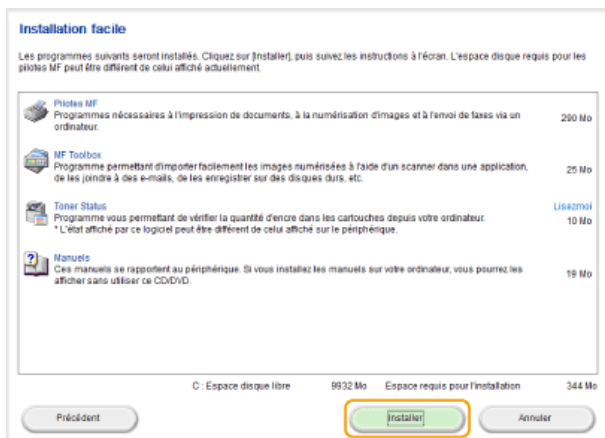 Installation facile
Les programmes suivants seront installés. Cliquez sur [Installer], puis suivez les instructions à l'écran. L'espace disque requis pour les
pilotes MF peut être différent de celui affiché actuellement.
Pilotes MF
Programmes nécessaires à l'impression de documents, à la numérisation d'images et à l'envoi de faxes via un
ordinateur.
290 Mo
MF Toolbox
Programme permettant d'importer facilement les images numérisées à l'aide d'un scanner dans une application,
de les joindre à des e-mails, de les enregistrer sur des disques durs, etc.
25 Mo
Toner Status
Lisezmoi
Programme vous permettant de vérifier la quantité d'encre dans les cartouches depuis votre ordinateur.
10 Mo
* L'état affiché par ce logiciel peut être différent de celui affiché sur le périphérique.
Manuels
Ces manuels se rapportent au périphérique. Si vous installez les manuels sur votre ordinateur, vous pourrez les
afficher sans utiliser ce CD/DVD.
19 Mo
C : Espace disque libre 9932 Mo Espace requis pour l'installation 344 Mo
Précédent Installer Annuler